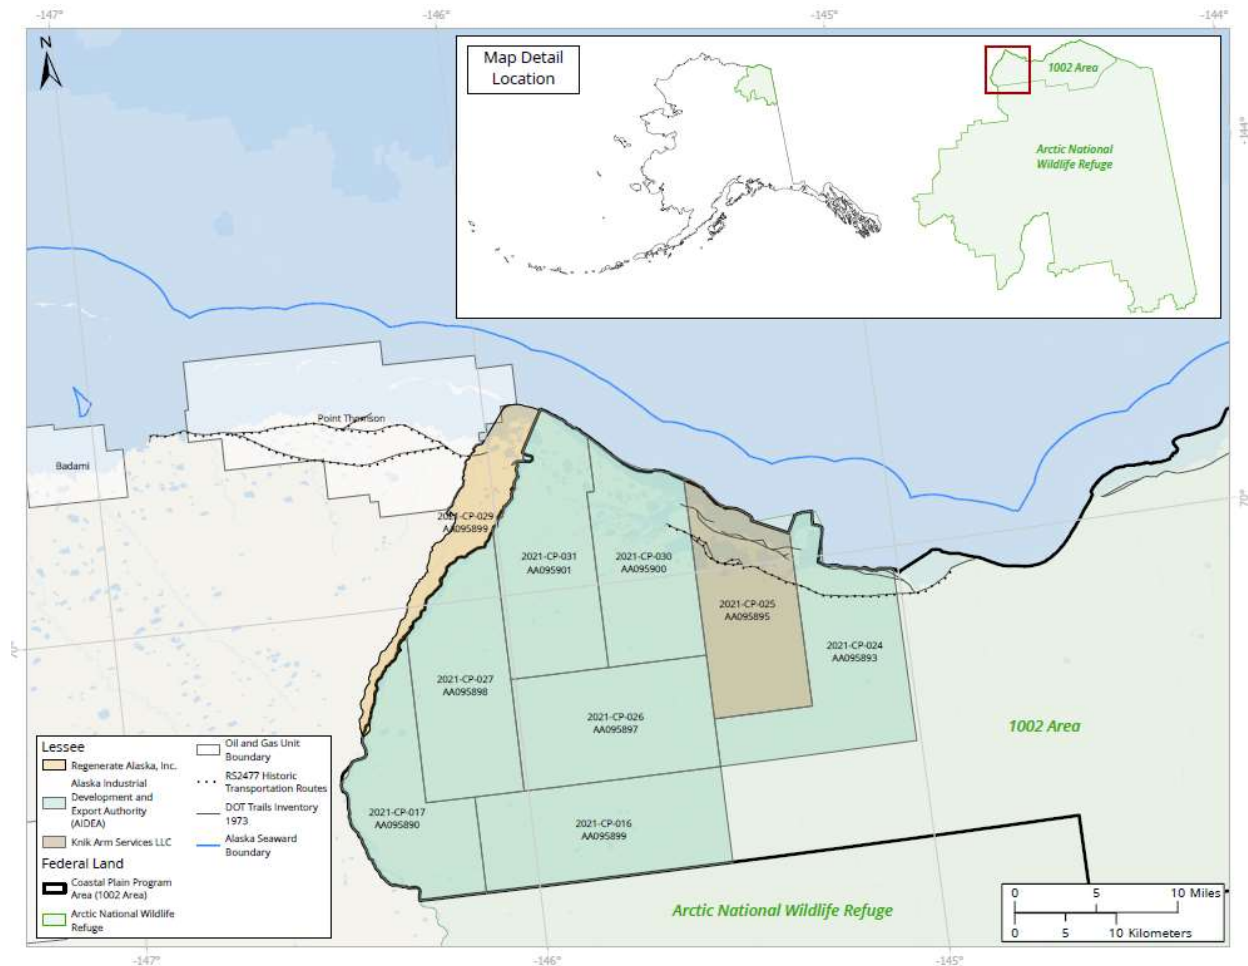 -147°
-146°
-145°
-144°
N
Map Detail
Location
1002 Area
Arctic National
Wildlife Refuge
-144°
Point Thomson
Badami
70°
2021-CP-029
AA095899
2021-CP-031
AA095901
2021-CP-030
AA095900
2021-CP-025
AA095895
2021-CP-024
AA095893
70°
2021-CP-027
AA095898
2021-CP-026
AA095897
1002 Area
2021-CP-017
AA095890
2021-CP-016
AA095899
Arctic National Wildlife Refuge
Lessee
Regenerate Alaska, Inc.
Alaska Industrial
Development and
Export Authority
(AIDEA)
Knik Arm Services LLC
Federal Land
Coastal Plain Program
Area (1002 Area)
Arctic National Wildlife
Refuge
Oil and Gas Unit
Boundary
RS2477 Historic
Transportation Routes
DOT Trails Inventory
1973
Alaska Seaward
Boundary
0 5 10 Miles
0 5 10 Kilometers
-147°
-146°
-145°